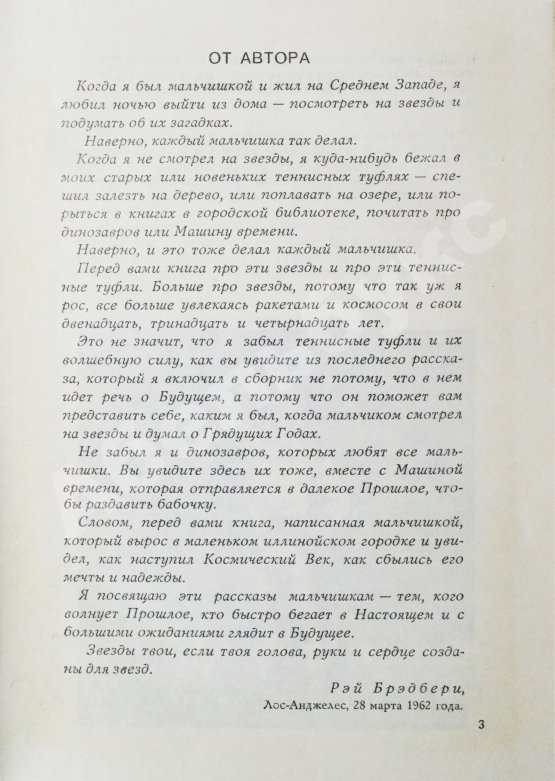 ОТ АВТОРА
Когда я был мальчишкой и жил на Среднем Западе, я
любил ночью выйти из дома — посмотреть на звезды и
подумать об их загадках.
Наверно, каждый мальчишка так делал.
Когда я не смотрел на звезды, я куда-нибудь бежал в
моих старых или новеньких теннисных туфлях — спе-
шил залезть на дерево, или поплавать на озере, или по-
рыться в книгах в городской библиотеке, почитать про
динозавров или Машину времени.
Наверно, и это тоже делал каждый мальчишка.
Перед вами книга про эти звезды и про эти теннис-
ные туфли. Больше про звезды, потому что так уж я
рос, все больше увлекаясь ракетами и космосом в свои
двенадцать, тринадцать и четырнадцать лет.
Это не значит, что я забыл теннисные туфли и их
волшебную силу, как вы увидите из последнего расска-
за, который я включил в сборник не потому, что в нем
идет речь о Будущем, а потому что он поможет вам
представить себе, каким я был, когда мальчиком смотрел
на звезды и думал о Грядущих Годах.
Не забыл я и динозавров, которых любят все маль-
чишки. Вы увидите здесь их тоже, вместе с Машиной
времени, которая отправляется в далекое Прошлое, что-
бы раздавить бабочку.
Словом, перед вами книга, написанная мальчишкой,
который вырос в маленьком иллинойском городке и уви-
дел, как наступил Космический Век, как сбылись его
мечты и надежды.
Я посвящаю эти рассказы мальчишкам — тем, кого
волнует Прошлое, кто быстро бегает в Настоящем и с
большими ожиданиями глядит в Будущее.
Звезды твои, если твоя голова, руки и сердце созда-
ны для звезд.
Рэй Брэдбери,
Лос-Анджелес, 28 марта 1962 года.
3